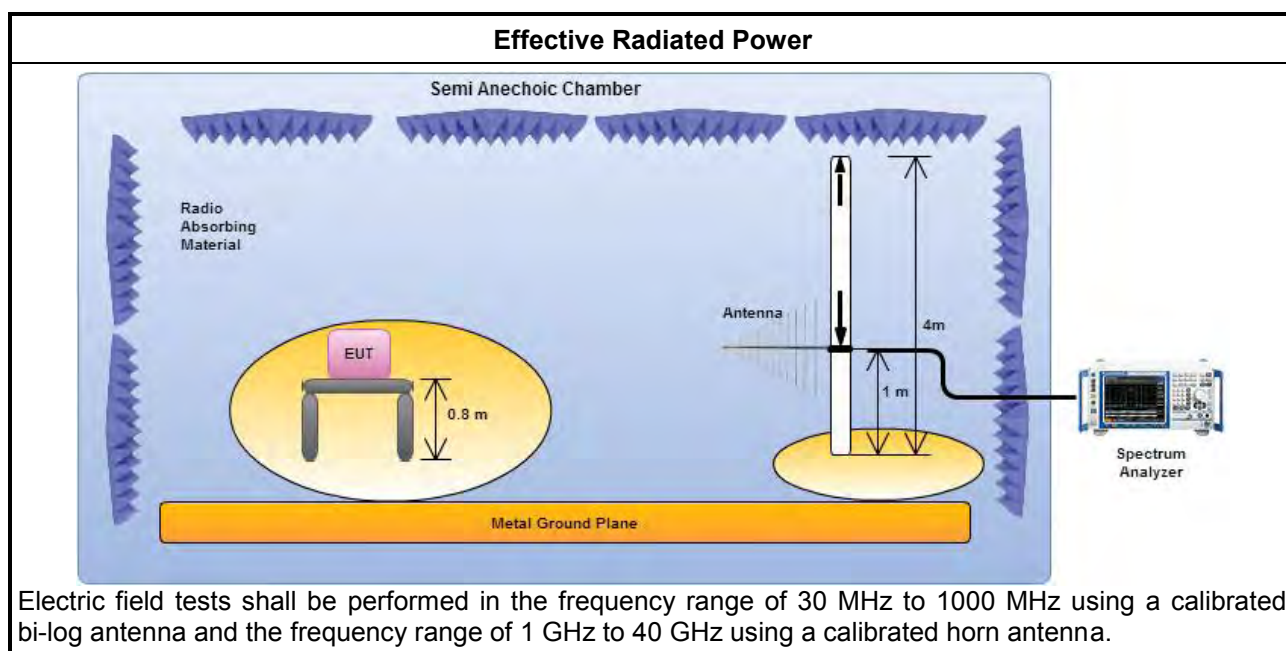 Effective Radiated Power
Semi Anechoic Chamber
Radio
Absorbing
Material
Antenna
4m
EUT
1 m
0.8 m
Spectrum
Analyzer
Metal Ground Plane
Electric field tests shall be performed in the frequency range of 30 MHz to 1000 MHz using a calibrated
bi-log antenna and the frequency range of 1 GHz to 40 GHz using a calibrated horn antenna.